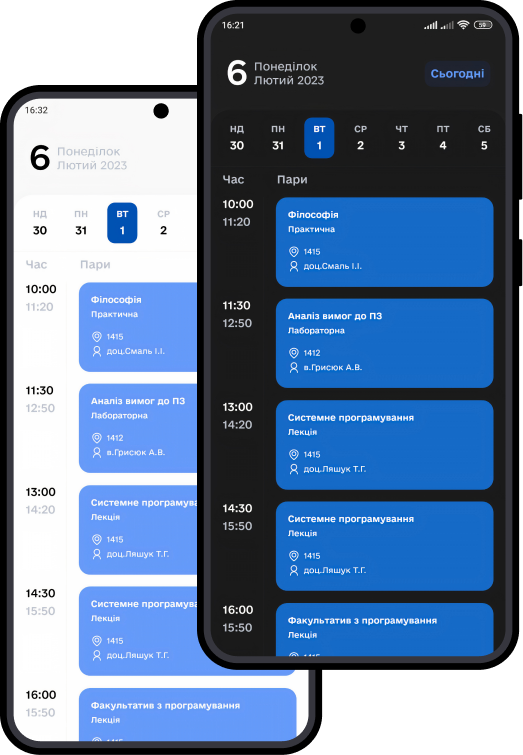 16:21
59
6
Понеділок
Лютий 2023
Сьогодні
НД ПН ВТ СР ЧТ ПТ СБ
30 31 1 2 3 4 5
Час Пари
10:00
11:20
Філософія
Практична
1415
доц.Смаль І.І.
11:30
12:50
Аналіз вимог до ПЗ
Лабораторна
1412
в.Грисюк А.В.
13:00
14:20
Системне програмування
Лекція
1415
доц.Ляшук Т.Г.
14:30
15:50
Системне програмування
Лекція
1415
доц.Ляшук Т.Г.
16:00
15:50
Факультатив з програмування
Лекція
16:32
6
Понеділок
Лютий 2023
НД ПН ВТ СР
30 31 1 2
Час Пари
10:00
11:20
Філософія
Практична
1415
доц.Смаль І.І.
11:30
12:50
Аналіз вимог до ПЗ
Лабораторна
1412
в.Грисюк А.В.
13:00
14:20
Системне програмува
Лекція
1415
доц.Ляшук Т.Г.
14:30
15:50
Системне програмува
Лекція
1415
доц.Ляшук Т.Г.
16:00
15:50
Факультатив з програмування
Лекція